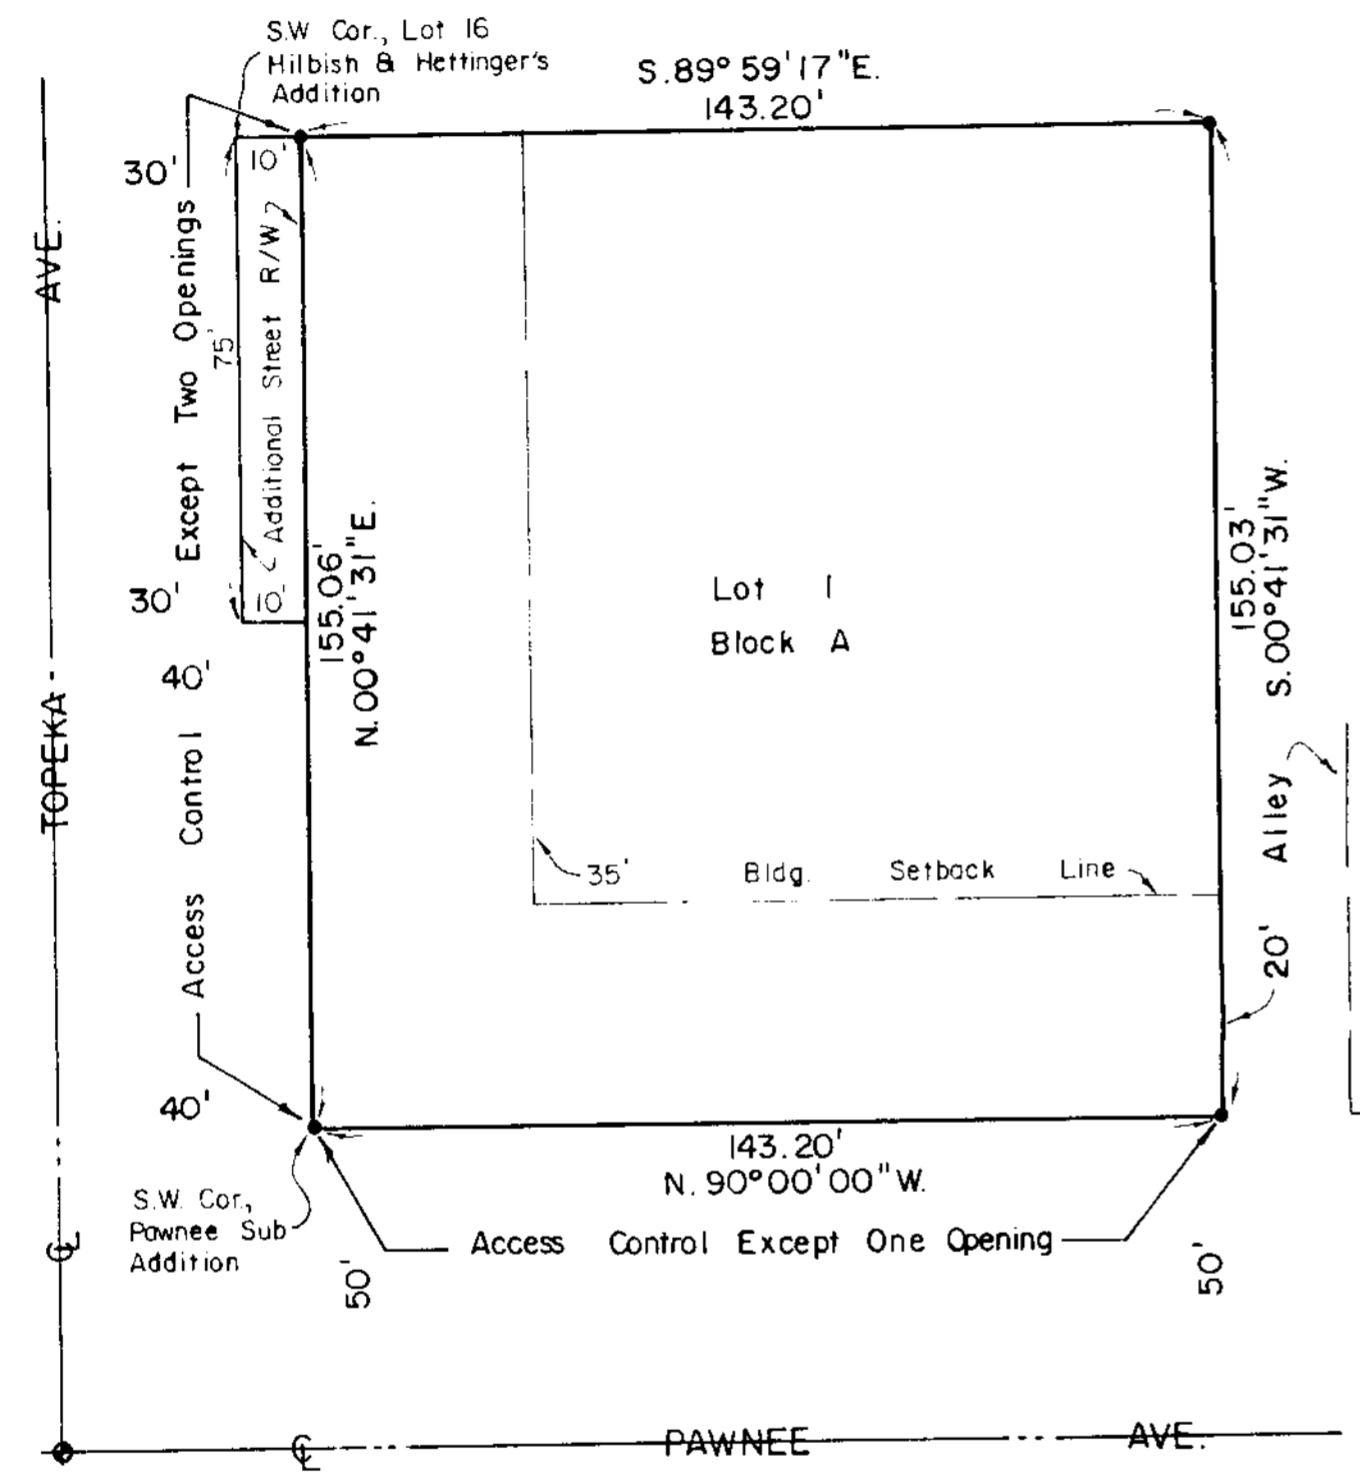 S.W Cor., Lot 16
Hilbish & Hettinger's
Addition
S.89° 59' 17"E.
143.20'
30'
10'
Additional Street R/W
75'
Except Two Openings
AVE.
TOPEKA
30'
10'
40'
155.06'
N.00°41'31"E.
Lot 1
Block A
155.03'
S.00°41'31"W.
Alley
20'
35' Bldg. Setback Line
Access Control
40'
143.20'
N. 90°00'00"W.
S.W. Cor.,
Pawnee Sub
Addition
Access Control Except One Opening
50'
50'
℄
℄
PAWNEE AVE.